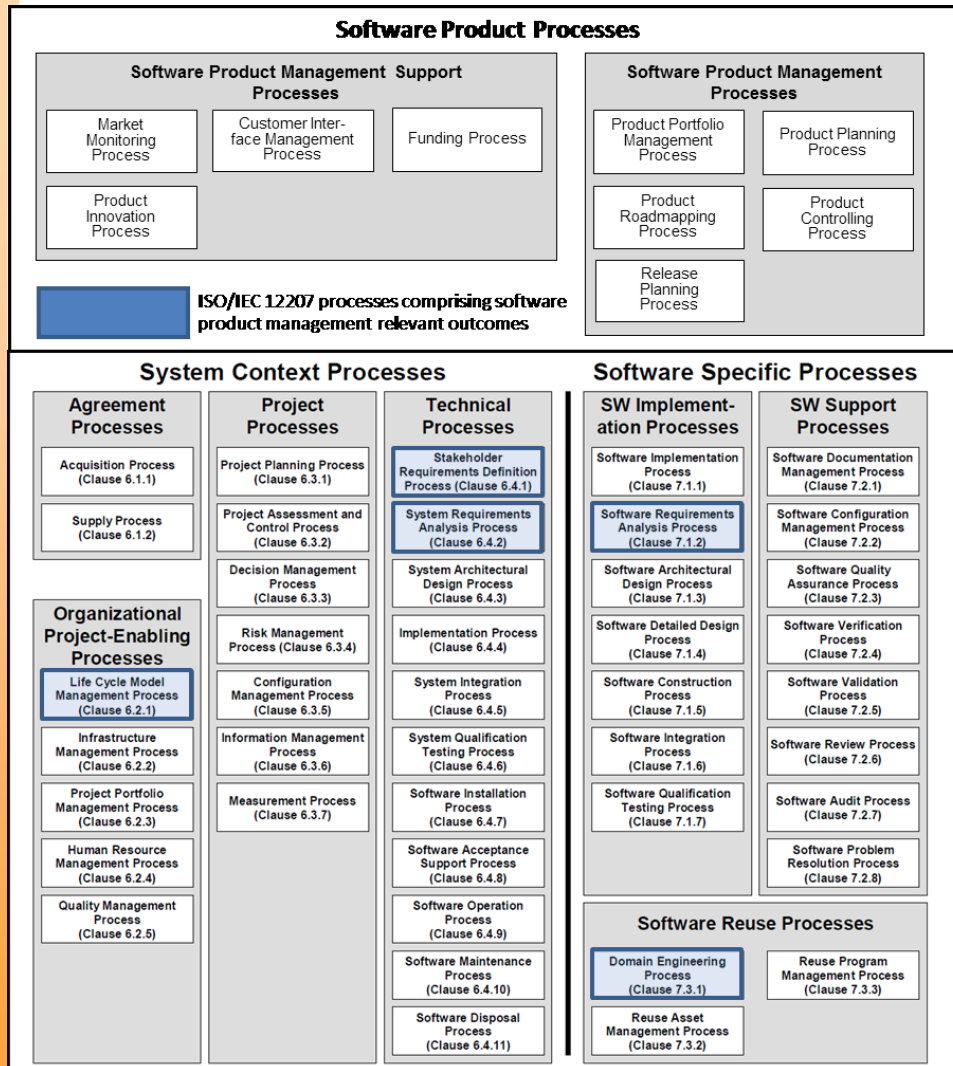 Software Product Processes
Software Product Management Support
Processes
Market
Monitoring
Process
Customer Inter-
face Management
Process
Funding Process
Product
Innovation
Process
Software Product Management
Processes
Product Portfolio
Management
Process
Product Planning
Process
Product
Roadmapping
Process
Product
Controlling
Process
Release
Planning
Process
ISO/IEC 12207 processes comprising software
product management relevant outcomes
System Context Processes
Agreement
Processes
Acquisition Process
(Clause 6.1.1)
Supply Process
(Clause 6.1.2)
Organizational
Project-Enabling
Processes
Life Cycle Model
Management Process
(Clause 6.2.1)
Infrastructure
Management Process
(Clause 6.2.2)
Project Portfolio
Management Process
(Clause 6.2.3)
Human Resource
Management Process
(Clause 6.2.4)
Quality Management
Process
(Clause 6.2.5)
Project
Processes
Project Planning Process
(Clause 6.3.1)
Project Assessment and
Control Process
(Clause 6.3.2)
Decision Management
Process
(Clause 6.3.3)
Risk Management
Process (Clause 6.3.4)
Configuration
Management Process
(Clause 6.3.5)
Information Management
Process
(Clause 6.3.6)
Measurement Process
(Clause 6.3.7)
Technical
Processes
Stakeholder
Requirements Definition
Process (Clause 6.4.1)
System Requirements
Analysis Process
(Clause 6.4.2)
System Architectural
Design Process
(Clause 6.4.3)
Implementation Process
(Clause 6.4.4)
System Integration
Process
(Clause 6.4.5)
System Qualification
Testing Process
(Clause 6.4.6)
Software Installation
Process
(Clause 6.4.7)
Software Acceptance
Support Process
(Clause 6.4.8)
Software Operation
Process
(Clause 6.4.9)
Software Maintenance
Process
(Clause 6.4.10)
Software Disposal
Process
(Clause 6.4.11)
Software Specific Processes
SW Implement-
ation Processes
Software Implementation
Process
(Clause 7.1.1)
Software Requirements
Analysis Process
(Clause 7.1.2)
Software Architectural
Design Process
(Clause 7.1.3)
Software Detailed Design
Process
(Clause 7.1.4)
Software Construction
Process
(Clause 7.1.5)
Software Integration
Process
(Clause 7.1.6)
Software Qualification
Testing Process
(Clause 7.1.7)
SW Support
Processes
Software Documentation
Management Process
(Clause 7.2.1)
Software Configuration
Management Process
(Clause 7.2.2)
Software Quality
Assurance Process
(Clause 7.2.3)
Software Verification
Process
(Clause 7.2.4)
Software Validation
Process
(Clause 7.2.5)
Software Review Process
(Clause 7.2.6)
Software Audit Process
(Clause 7.2.7)
Software Problem
Resolution Process
(Clause 7.2.8)
Software Reuse Processes
Domain Engineering
Process
(Clause 7.3.1)
Reuse Program
Management Process
(Clause 7.3.3)
Reuse Asset
Management Process
(Clause 7.3.2)